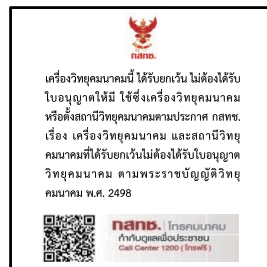 กสทช.
เครื่องวิทยุคมนาคมนี้ ได้รับยกเว้น ไม่ต้องได้รับ
ใบอนุญาตให้มี ใช้ซึ่งเครื่องวิทยุคมนาคม
หรือตั้งสถานีวิทยุคมนาคมตามประกาศ กสทช.
เรื่อง เครื่องวิทยุคมนาคม และสถานีวิทยุ
คมนาคมที่ได้รับยกเว้นไม่ต้องได้รับใบอนุญาต
วิทยุคมนาคม ตามพระราชบัญญัติวิทยุ
คมนาคม พ.ศ. 2498
กสทช. | โทรคมนาคม
กำกับดูแลเพื่อประชาชน
Call Center 1200 (โทรฟรี)